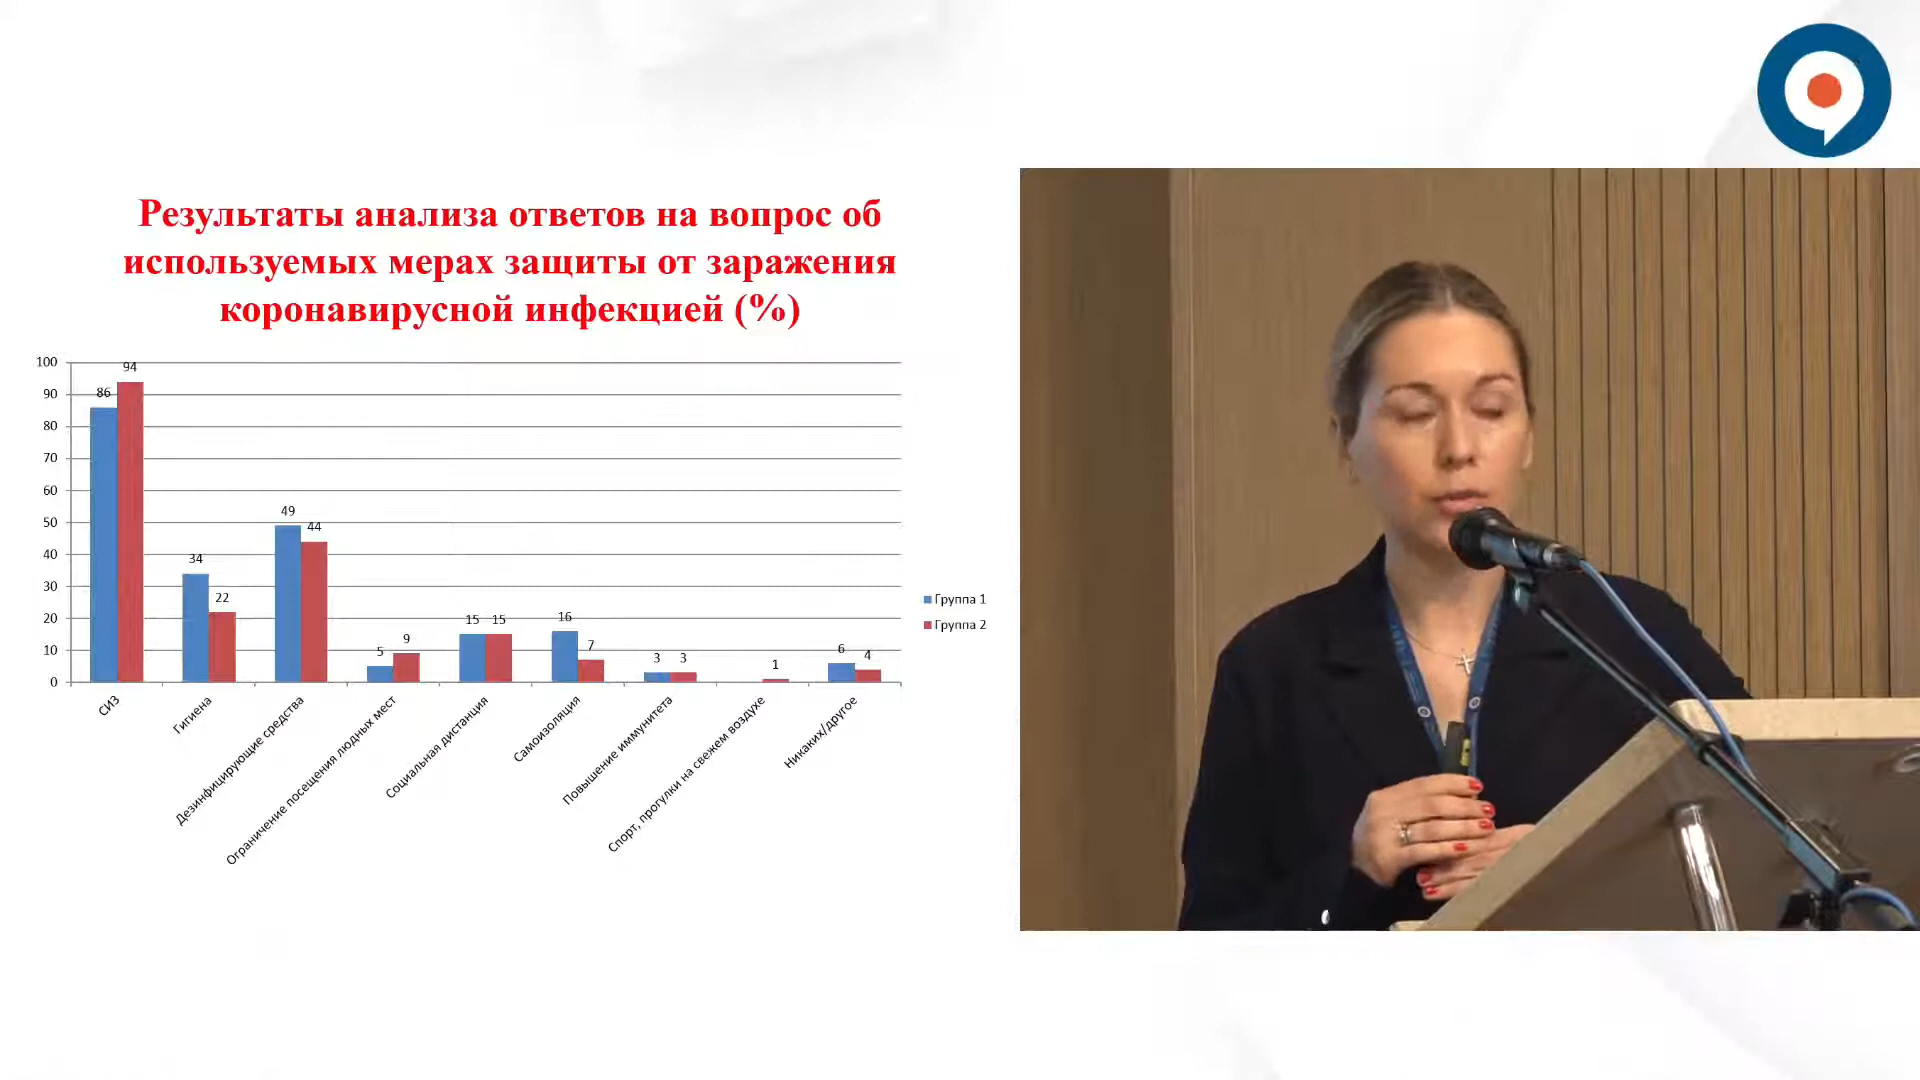 Результаты анализа ответов на вопрос об
используемых мерах защиты от заражения
коронавирусной инфекцией (%)
100
90
80
70
60
50
40
30
20
10
0
86
94
34
22
49
44
5
9
15
15
16
7
3
3
1
6
4
СИЗ
Гигиена
Дезинфицирующие средства
Ограничение посещения людных мест
Социальная дистанция
Самоизоляция
Повышение иммунитета
Спорт, прогулки на свежем воздухе
Никаких/другое
Группа 1
Группа 2